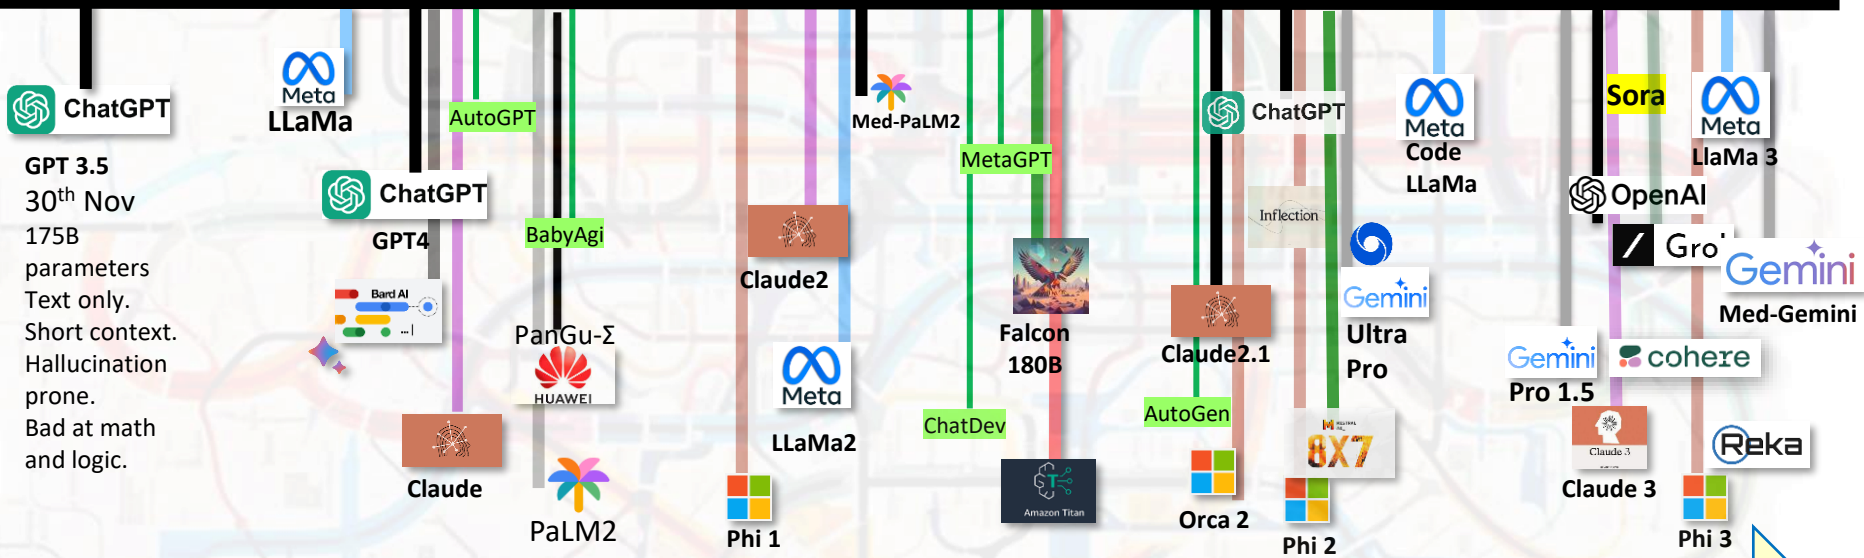 ChatGPT
GPT 3.5
30th Nov
175B
parameters
Text only.
Short context.
Hallucination
prone.
Bad at math
and logic.
Meta
LLaMa
ChatGPT
GPT4
Bard AI
Claude
AutoGPT
BabyAgi
PanGu-Σ
HUAWEI
PaLM2
Phi 1
Claude2
Meta
LLaMa2
Med-PaLM2
MetaGPT
ChatDev
Falcon
180B
Amazon Titan
ChatGPT
Claude2.1
AutoGen
Orca 2
Inflection
MISTRAL
8X7
Phi 2
Gemini
Ultra
Pro
Meta
Code
LLaMa
Sora
OpenAI
Gro
Gemini
Pro 1.5
cohere
Claude 3
Claude 3
Meta
LlaMa 3
Gemini
Med-Gemini
Reka
Phi 3